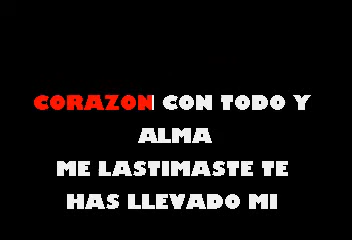 CORAZON CON TODO Y
ALMA
ME LASTIMASTE TE
HAS LLEVADO MI